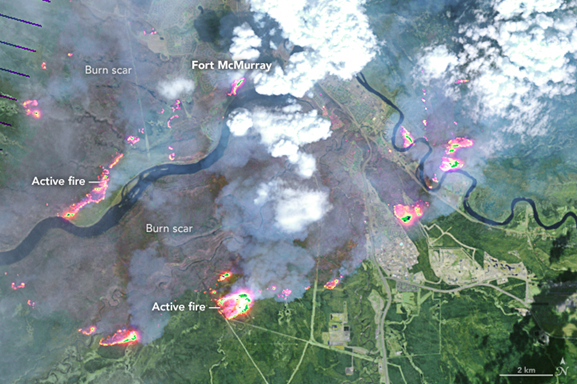 Fort McMurray
Burn scar
Active fire
Burn scar
Active fire
2 km
N